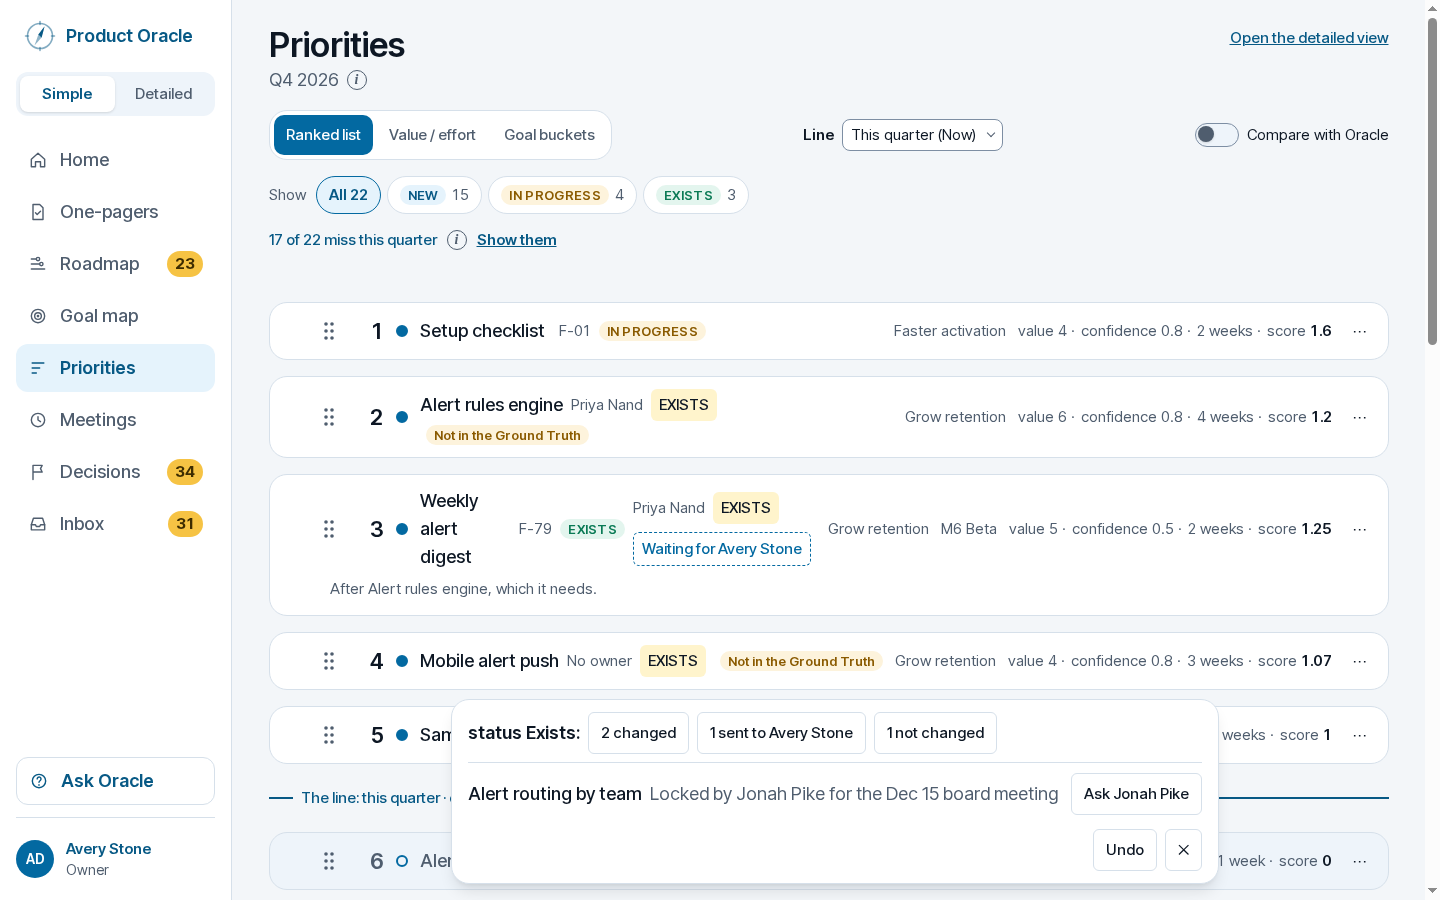 Product Oracle
Simple Detailed
Home
One-pagers
Roadmap 23
Goal map
Priorities
Meetings
Decisions 34
Inbox 31
Ask Oracle
AD Avery Stone
Owner
Priorities
Open the detailed view
Q4 2026 i
Ranked list Value / effort Goal buckets
Line This quarter (Now)
Compare with Oracle
Show All 22 NEW 15 IN PROGRESS 4 EXISTS 3
17 of 22 miss this quarter i Show them
1 Setup checklist F-01 IN PROGRESS Faster activation value 4 · confidence 0.8 · 2 weeks · score 1.6 ···
2 Alert rules engine Priya Nand EXISTS Grow retention value 6 · confidence 0.8 · 4 weeks · score 1.2 ···
Not in the Ground Truth
3 Weekly alert digest F-79 EXISTS Priya Nand EXISTS Grow retention M6 Beta value 5 · confidence 0.5 · 2 weeks · score 1.25 ···
Waiting for Avery Stone
After Alert rules engine, which it needs.
4 Mobile alert push No owner EXISTS Not in the Ground Truth Grow retention value 4 · confidence 0.8 · 3 weeks · score 1.07 ···
5 Sam weeks · score 1 ···
The line: this quarter ·
6 Aler 1 week · score 0 ···
status Exists: 2 changed 1 sent to Avery Stone 1 not changed
Alert routing by team Locked by Jonah Pike for the Dec 15 board meeting Ask Jonah Pike
Undo ×